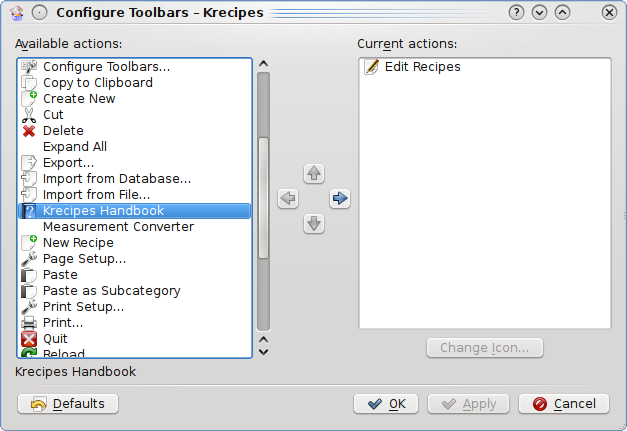 Configure Toolbars – Krecipes
Available actions:
Current actions:
Configure Toolbars...
Copy to Clipboard
Create New
Cut
Delete
Expand All
Export...
Import from Database...
Import from File...
Krecipes Handbook
Measurement Converter
New Recipe
Page Setup...
Paste
Paste as Subcategory
Print Setup...
Print...
Quit
Reload
Edit Recipes
Change Icon...
Krecipes Handbook
Defaults
OK
Apply
Cancel